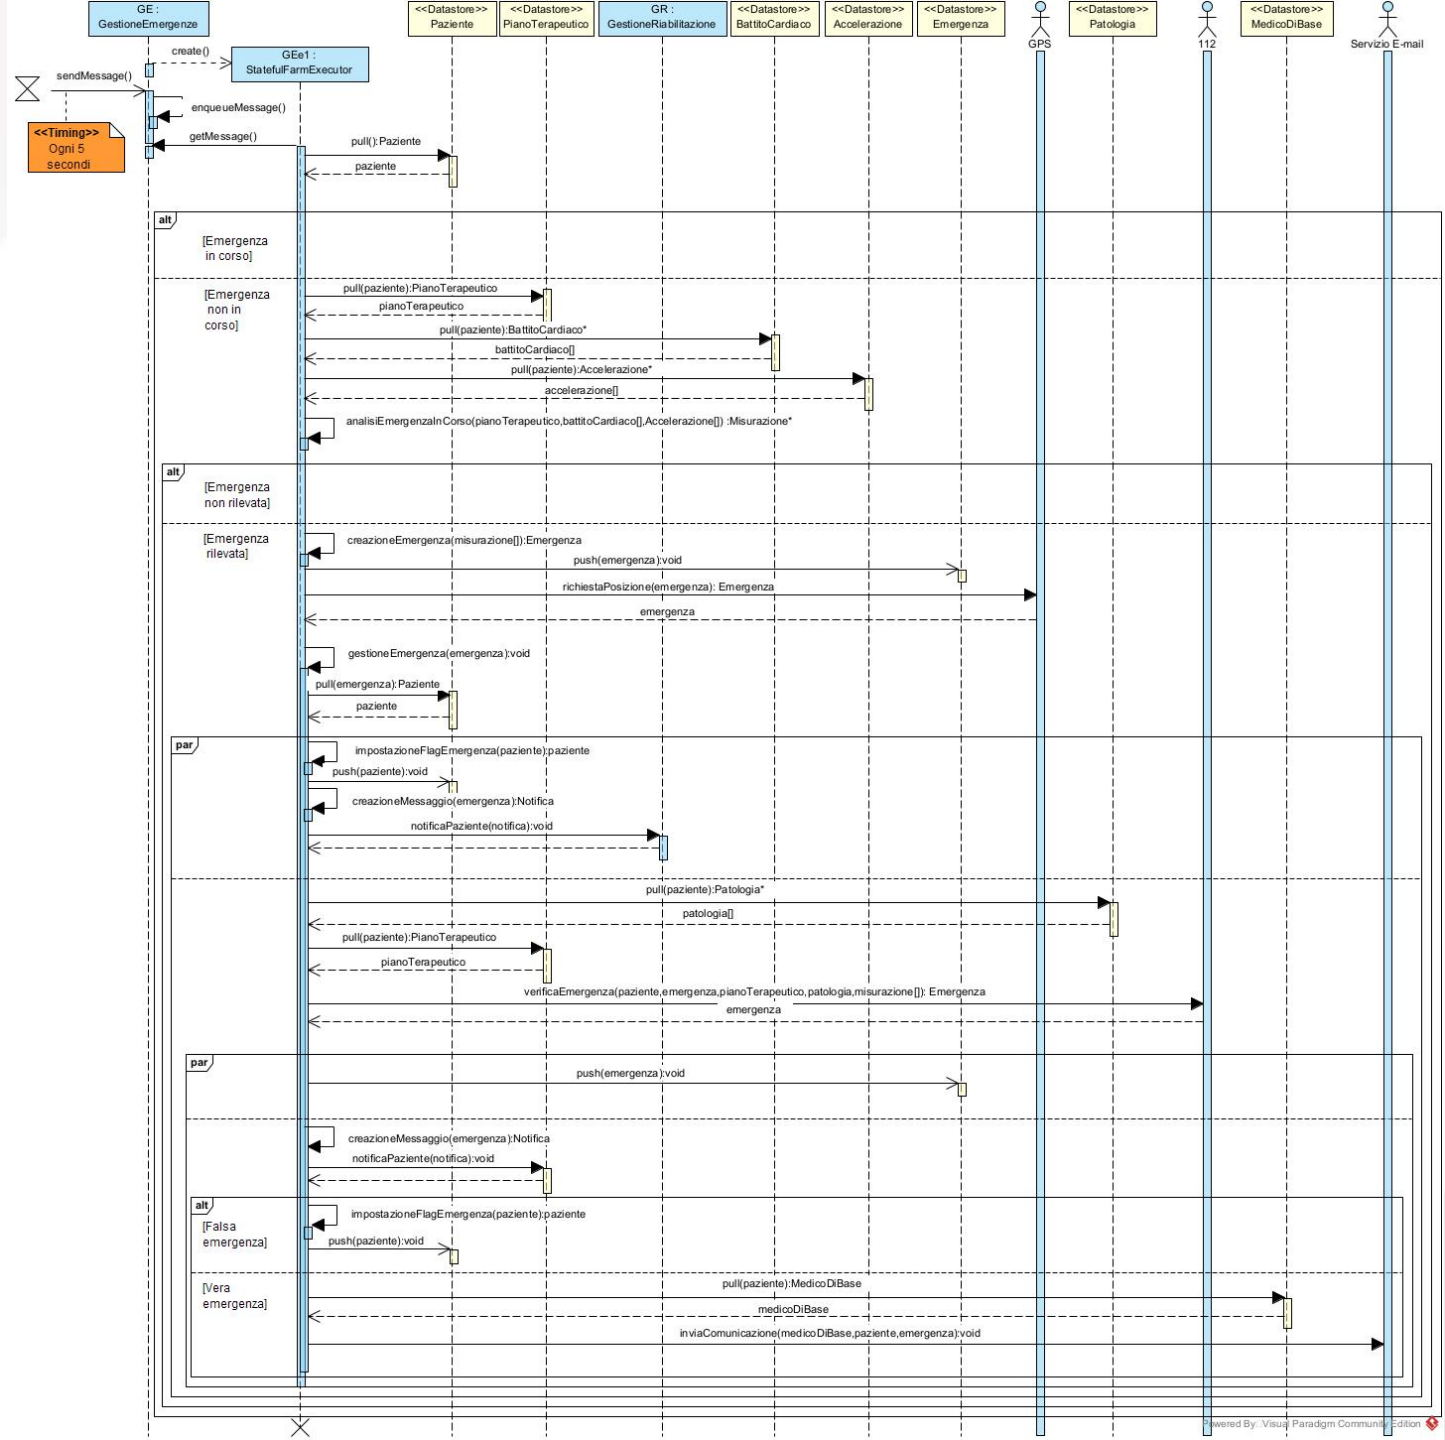 GE :
GestioneEmergenze
<<Datastore>>
Paziente
<<Datastore>>
PianoTerapeutico
GR :
GestioneRiabilitazione
<<Datastore>>
BattitoCardiaco
<<Datastore>>
Accelerazione
<<Datastore>>
Emergenza
GPS
<<Datastore>>
Patologia
112
<<Datastore>>
MedicoDiBase
Servizio E-mail
create()
GEe1 :
StatefulFarmExecutor
sendMessage()
enqueueMessage()
<<Timing>>
Ogni 5
secondi
getMessage()
pull():Paziente
paziente
alt
[Emergenza
in corso]
[Emergenza
non in
corso]
pull(paziente):PianoTerapeutico
pianoTerapeutico
pull(paziente):BattitoCardiaco*
battitoCardiaco[]
pull(paziente):Accelerazione*
accelerazione[]
analisiEmergenzaInCorso(pianoTerapeutico,battitoCardiaco[],Accelerazione[]) :Misurazione*
alt
[Emergenza
non rilevata]
[Emergenza
rilevata]
creazioneEmergenza(misurazione[]):Emergenza
push(emergenza):void
richiestaPosizione(emergenza): Emergenza
emergenza
gestioneEmergenza(emergenza):void
pull(emergenza):Paziente
paziente
par
impostazioneFlagEmergenza(paziente):paziente
push(paziente):void
creazioneMessaggio(emergenza):Notifica
notificaPaziente(notifica):void
pull(paziente):Patologia*
patologia[]
pull(paziente):PianoTerapeutico
pianoTerapeutico
verificaEmergenza(paziente,emergenza,pianoTerapeutico,patologia,misurazione[]): Emergenza
emergenza
par
push(emergenza):void
creazioneMessaggio(emergenza):Notifica
notificaPaziente(notifica):void
alt
[Falsa
emergenza]
impostazioneFlagEmergenza(paziente):paziente
push(paziente):void
[Vera
emergenza]
pull(paziente):MedicoDiBase
medicoDiBase
inviaComunicazione(medicoDiBase,paziente,emergenza):void
Powered By: Visual Paradigm Community Edition